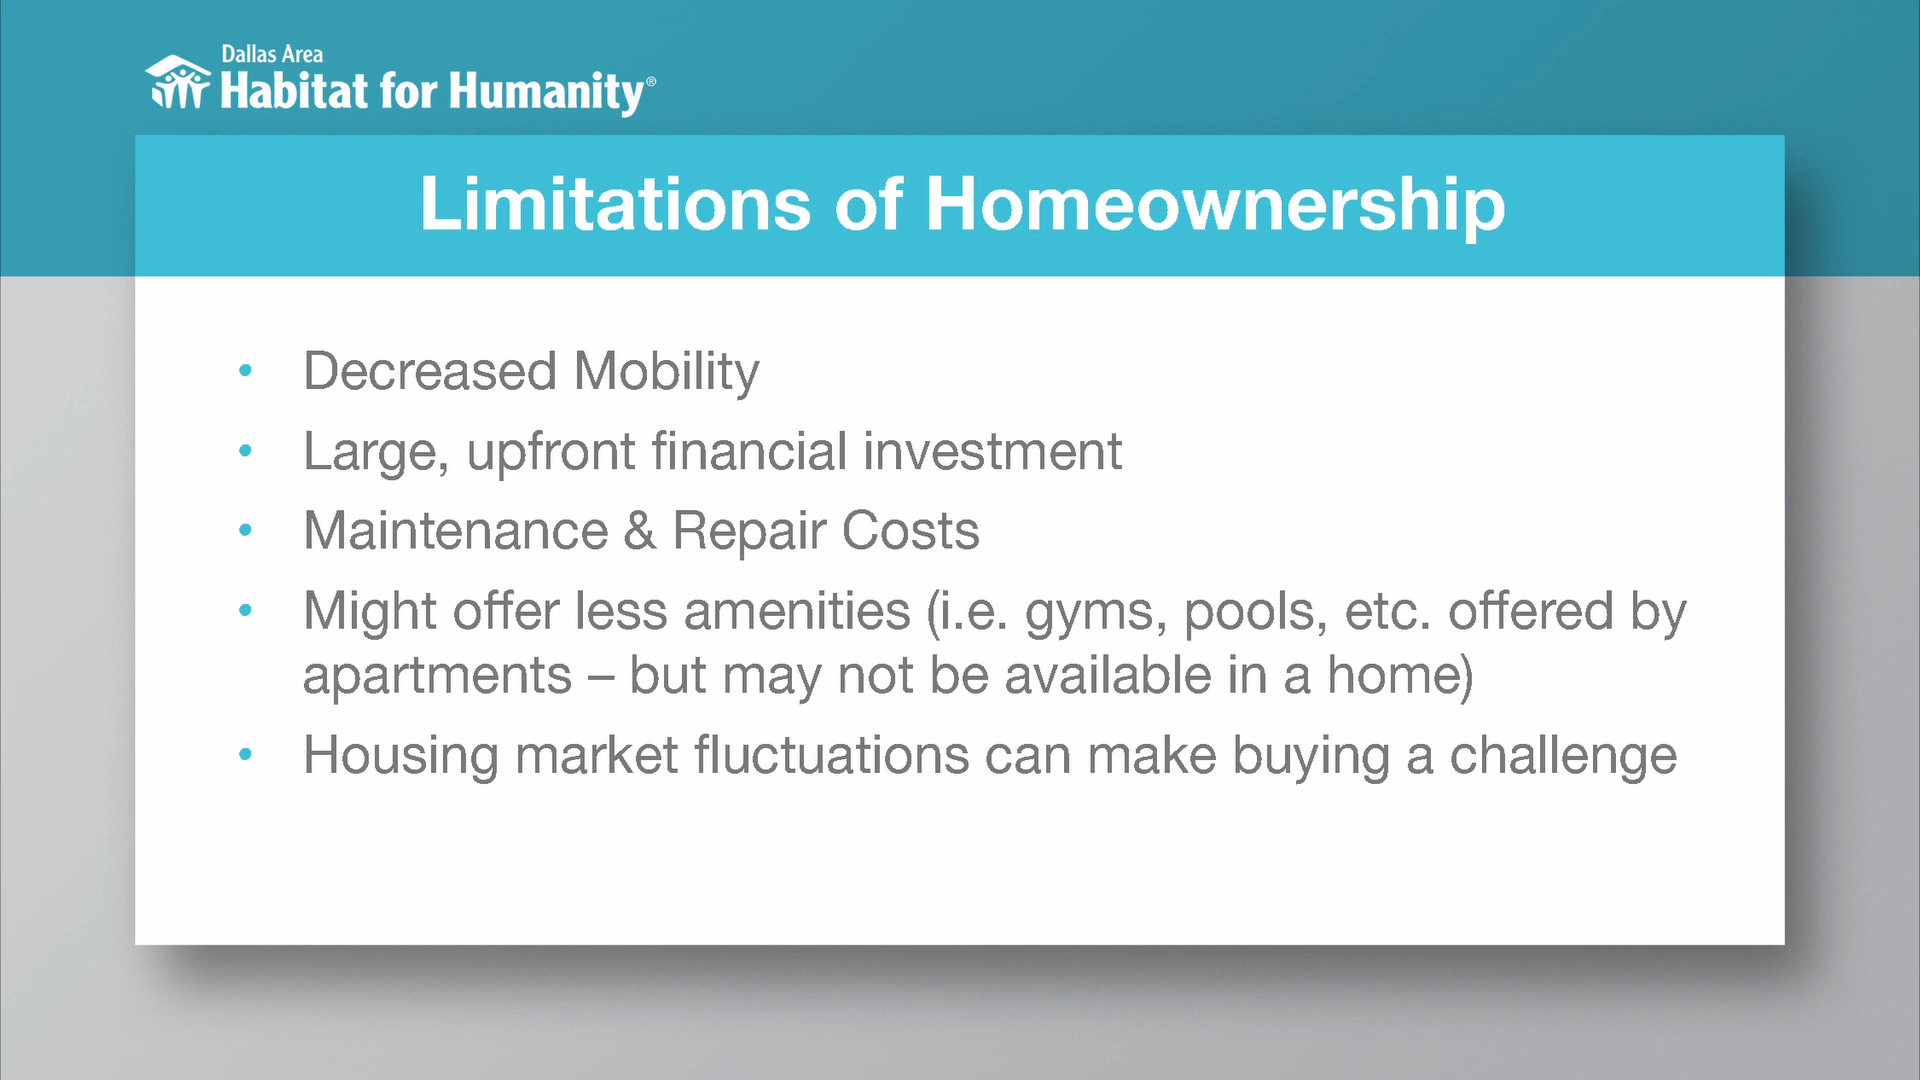 Dallas Area
Habitat for Humanity®
Limitations of Homeownership
• Decreased Mobility
• Large, upfront financial investment
• Maintenance & Repair Costs
• Might offer less amenities (i.e. gyms, pools, etc. offered by
apartments – but may not be available in a home)
• Housing market fluctuations can make buying a challenge